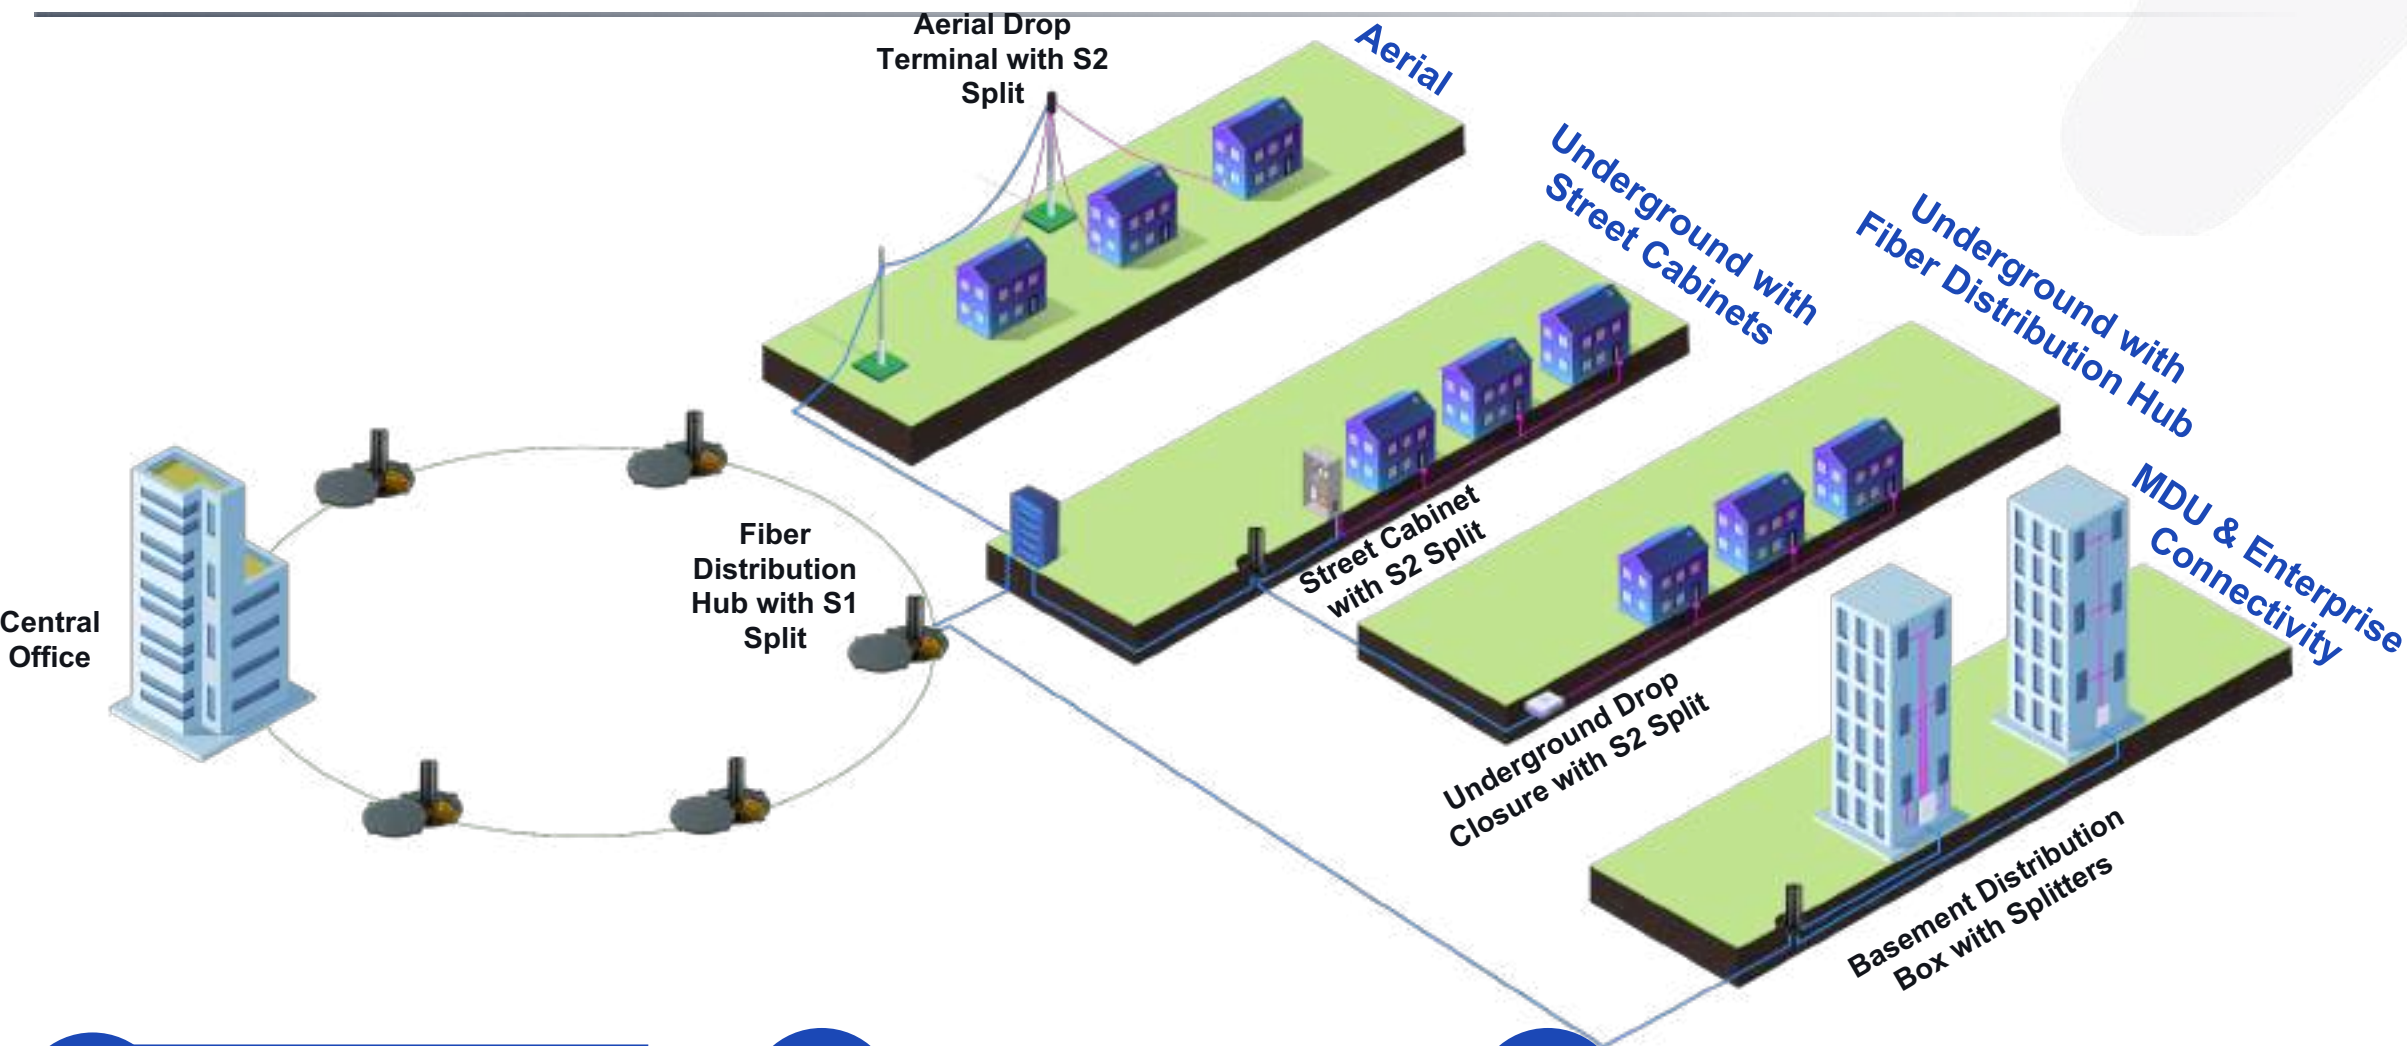 Aerial Drop
Terminal with S2
Split
Aerial
Underground with
Street Cabinets
Underground with
Fiber Distribution Hub
MDU & Enterprise
Connectivity
Fiber
Distribution
Hub with S1
Split
Central
Office
Street Cabinet
with S2 Split
Underground Drop
Closure with S2 Split
Basement Distribution
Box with Splitters